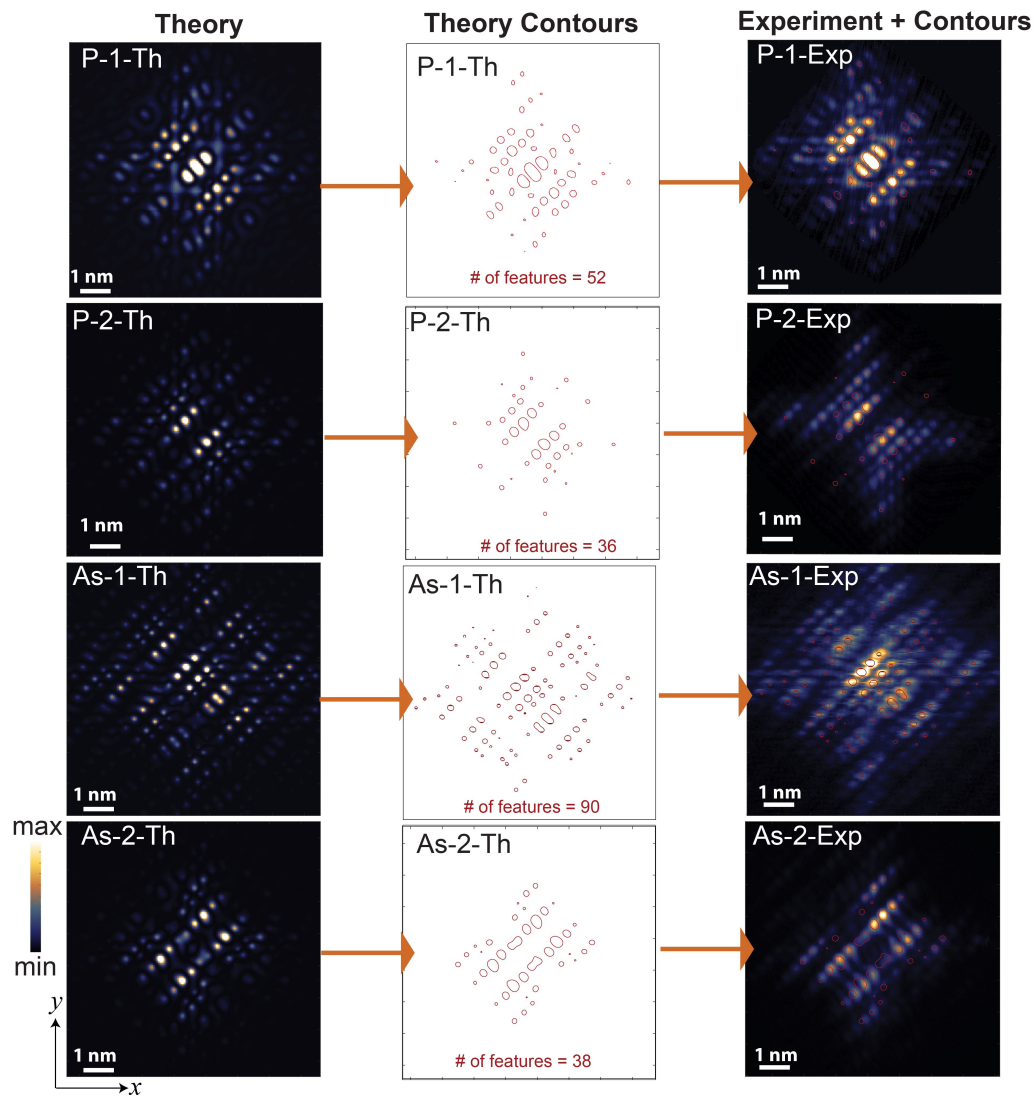 Theory
Theory Contours
Experiment + Contours
P-1-Th
P-1-Th
P-1-Exp
1 nm
# of features = 52
1 nm
P-2-Th
P-2-Th
P-2-Exp
1 nm
# of features = 36
1 nm
As-1-Th
As-1-Th
As-1-Exp
1 nm
# of features = 90
1 nm
max
As-2-Th
As-2-Th
As-2-Exp
min
y
1 nm
# of features = 38
1 nm
x